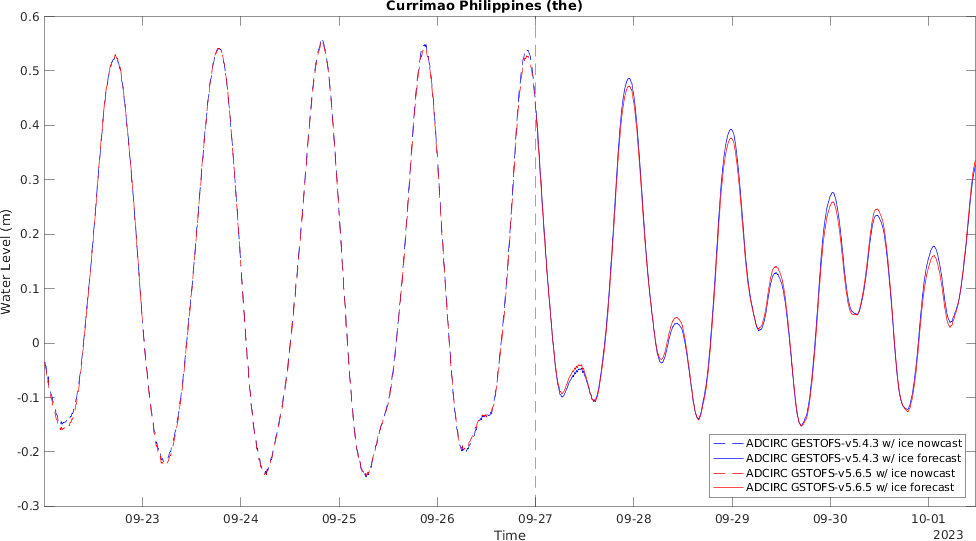 Currimao Philippines (the)
0.6
0.5
0.4
0.3
0.2
0.1
0
-0.1
-0.2
-0.3
Water Level (m)
ADCIRC GESTOFS-v5.4.3 w/ ice nowcast
ADCIRC GESTOFS-v5.4.3 w/ ice forecast
ADCIRC GSTOFS-v5.6.5 w/ ice nowcast
ADCIRC GSTOFS-v5.6.5 w/ ice forecast
09-23 09-24 09-25 09-26 09-27 09-28 09-29 09-30 10-01
Time
2023